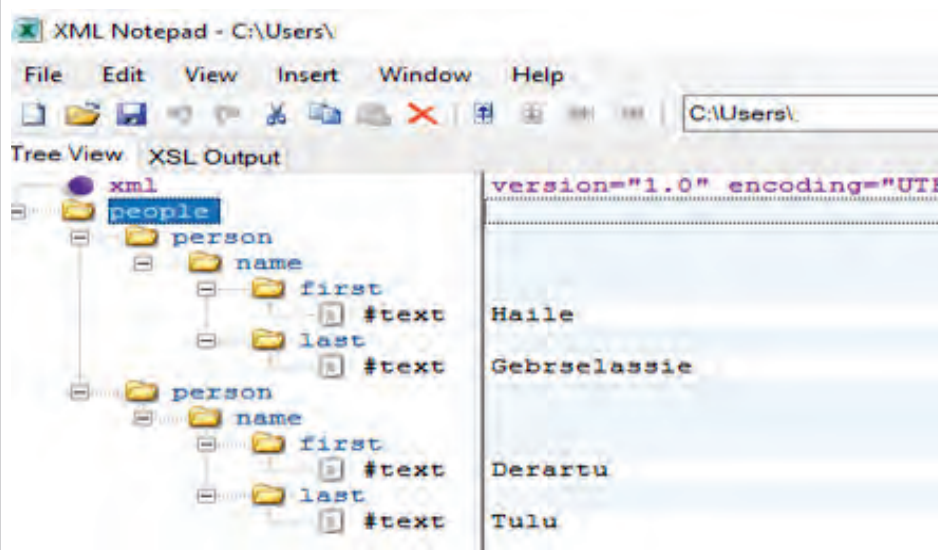 XML Notepad - C:\Users\
File Edit View Insert Window Help
C:\Users\
Tree View XSL Output
xml version="1.0" encoding="UTF
people
person
name
first
#text Haile
last
#text Gebrselassie
person
name
first
#text Derartu
last
#text Tulu